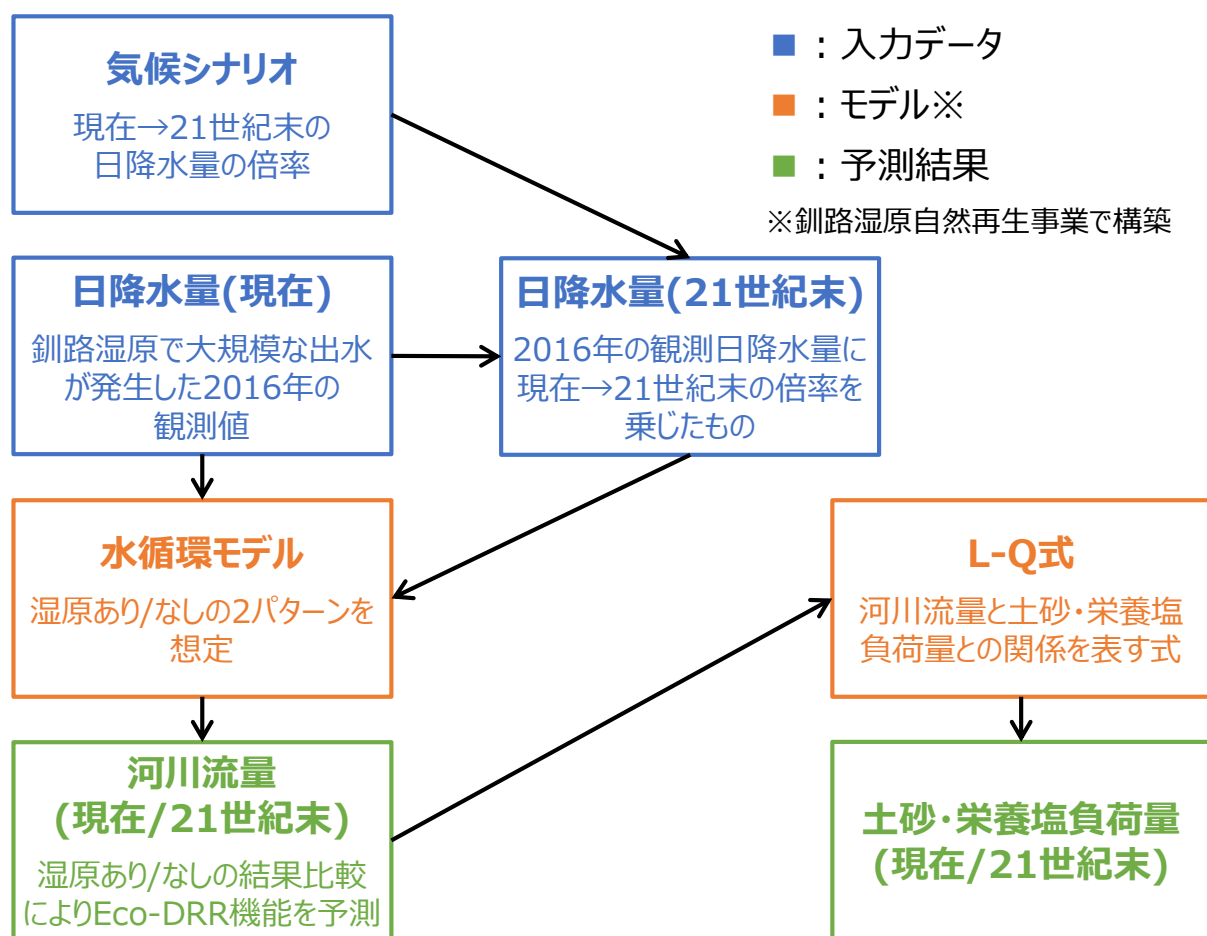 気候シナリオ
現在→21世紀末の
日降水量の倍率
■：入力データ
■：モデル※
■：予測結果
※釧路湿原自然再生事業で構築
日降水量(現在)
釧路湿原で大規模な出水
が発生した2016年の
観測値
日降水量(21世紀末)
2016年の観測日降水量に
現在→21世紀末の倍率を
乗じたもの
水循環モデル
湿原あり/なしの2パターンを
想定
L-Q式
河川流量と土砂・栄養塩
負荷量との関係を表す式
河川流量
(現在/21世紀末)
湿原あり/なしの結果比較
によりEco-DRR機能を予測
土砂・栄養塩負荷量
(現在/21世紀末)